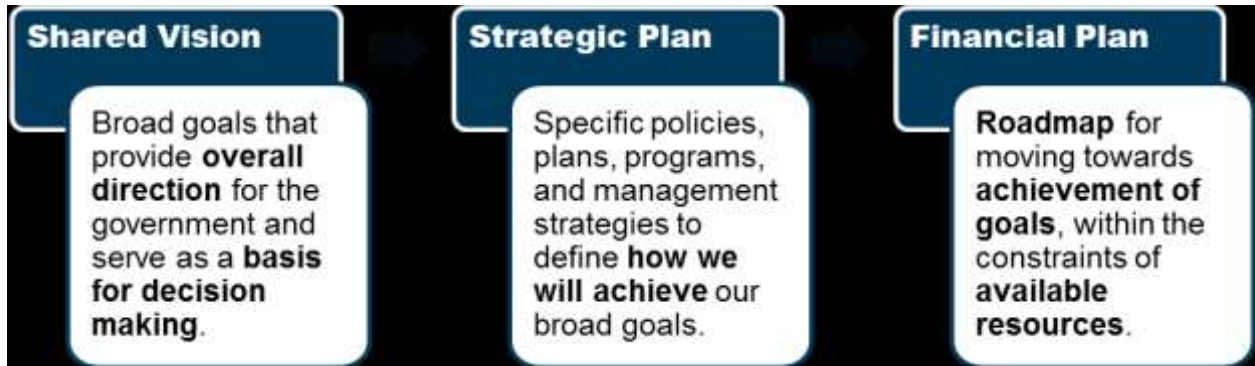 Shared Vision
Broad goals that
provide overall
direction for the
government and
serve as a basis
for decision
making.
Strategic Plan
Specific policies,
plans, programs,
and management
strategies to
define how we
will achieve our
broad goals.
Financial Plan
Roadmap for
moving towards
achievement of
goals, within the
constraints of
available
resources.